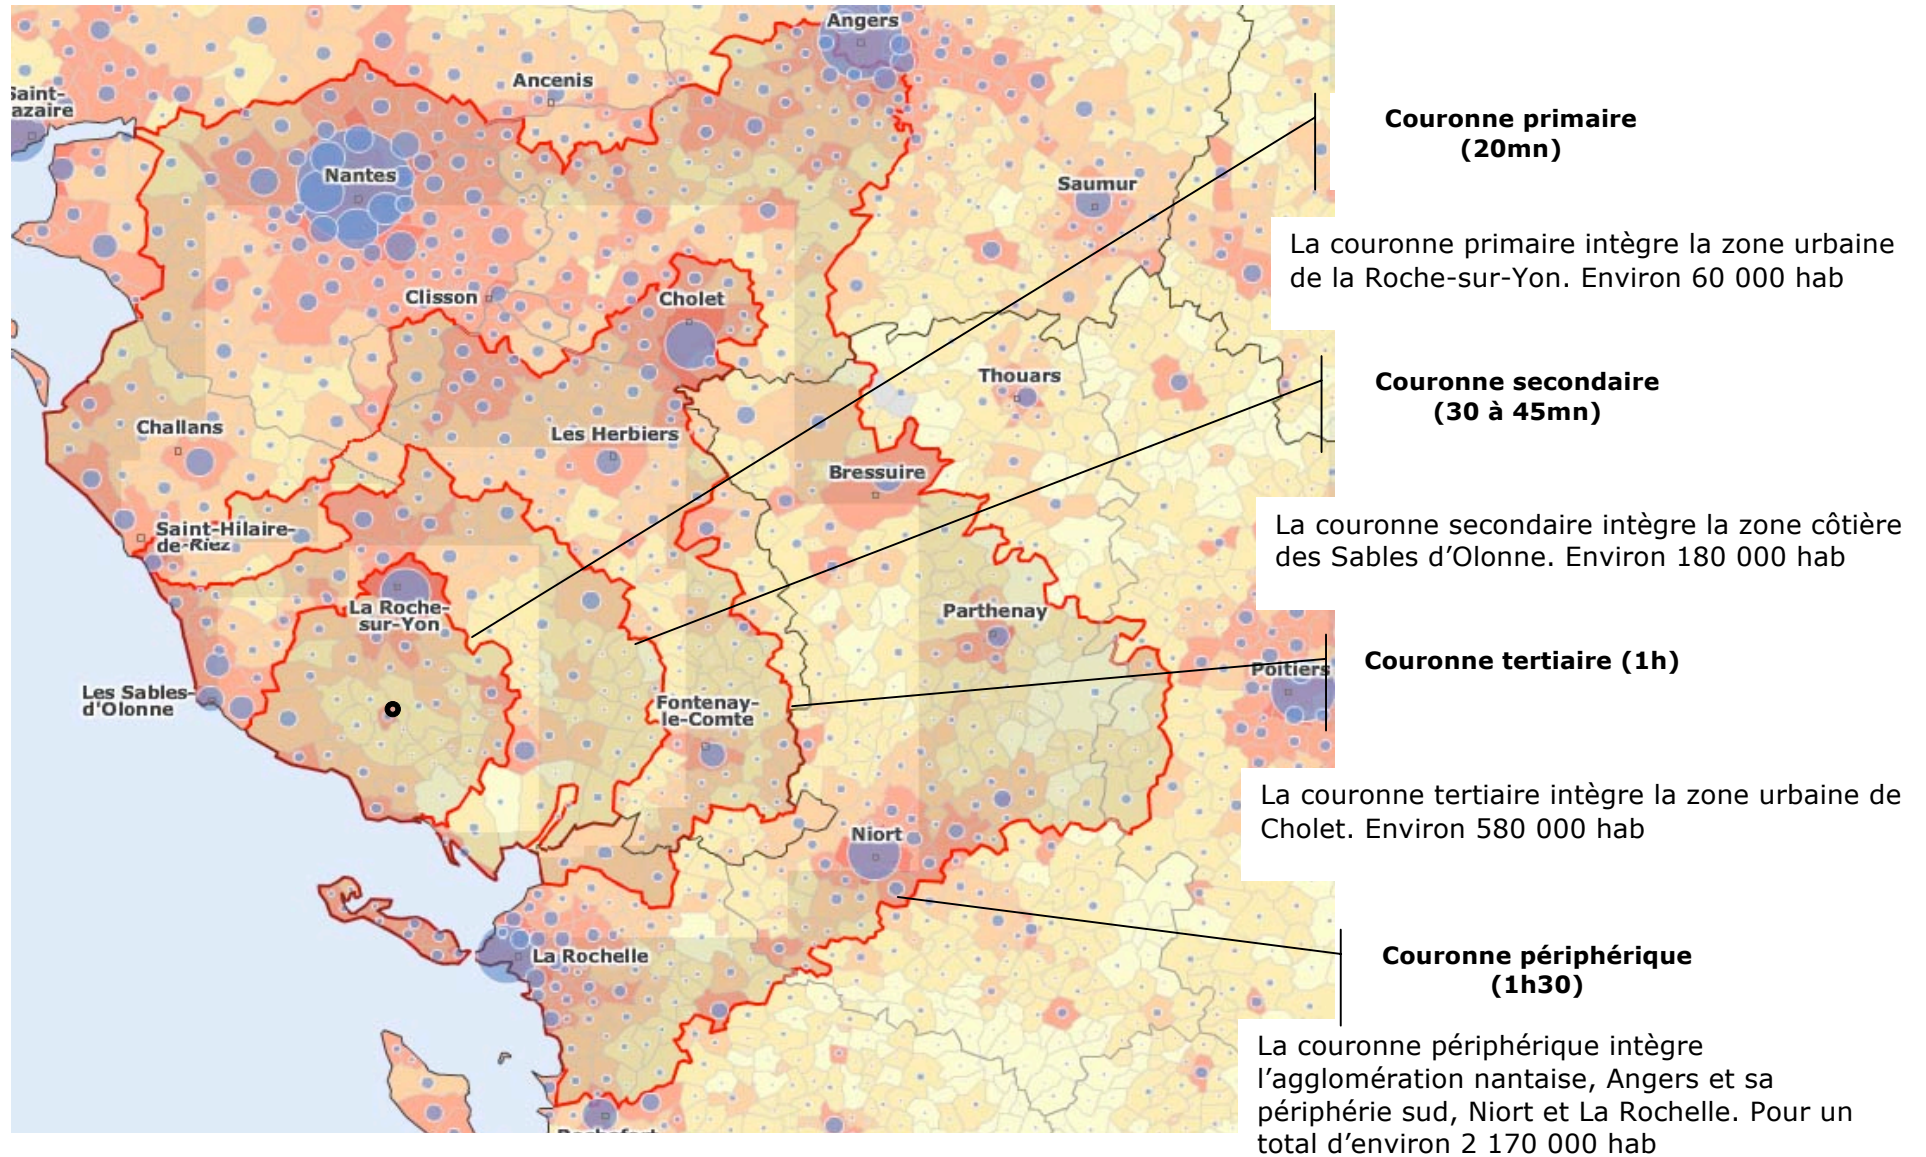 Angers
Ancenis
Saint-
azaire
Nantes
Saumur
Clisson
Cholet
Thouars
Challans
Les Herbiers
Bressuire
Saint-Hilaire-
de-Riez
La Roche-
sur-Yon
Parthenay
Poitiers
Les Sables-
d'Olonne
Fontenay-
le-Comte
Niort
La Rochelle
Couronne primaire
(20mn)
La couronne primaire intègre la zone urbaine
de la Roche-sur-Yon. Environ 60 000 hab
Couronne secondaire
(30 à 45mn)
La couronne secondaire intègre la zone côtière
des Sables d’Olonne. Environ 180 000 hab
Couronne tertiaire (1h)
La couronne tertiaire intègre la zone urbaine de
Cholet. Environ 580 000 hab
Couronne périphérique
(1h30)
La couronne périphérique intègre
l’agglomération nantaise, Angers et sa
périphérie sud, Niort et La Rochelle. Pour un
total d’environ 2 170 000 hab